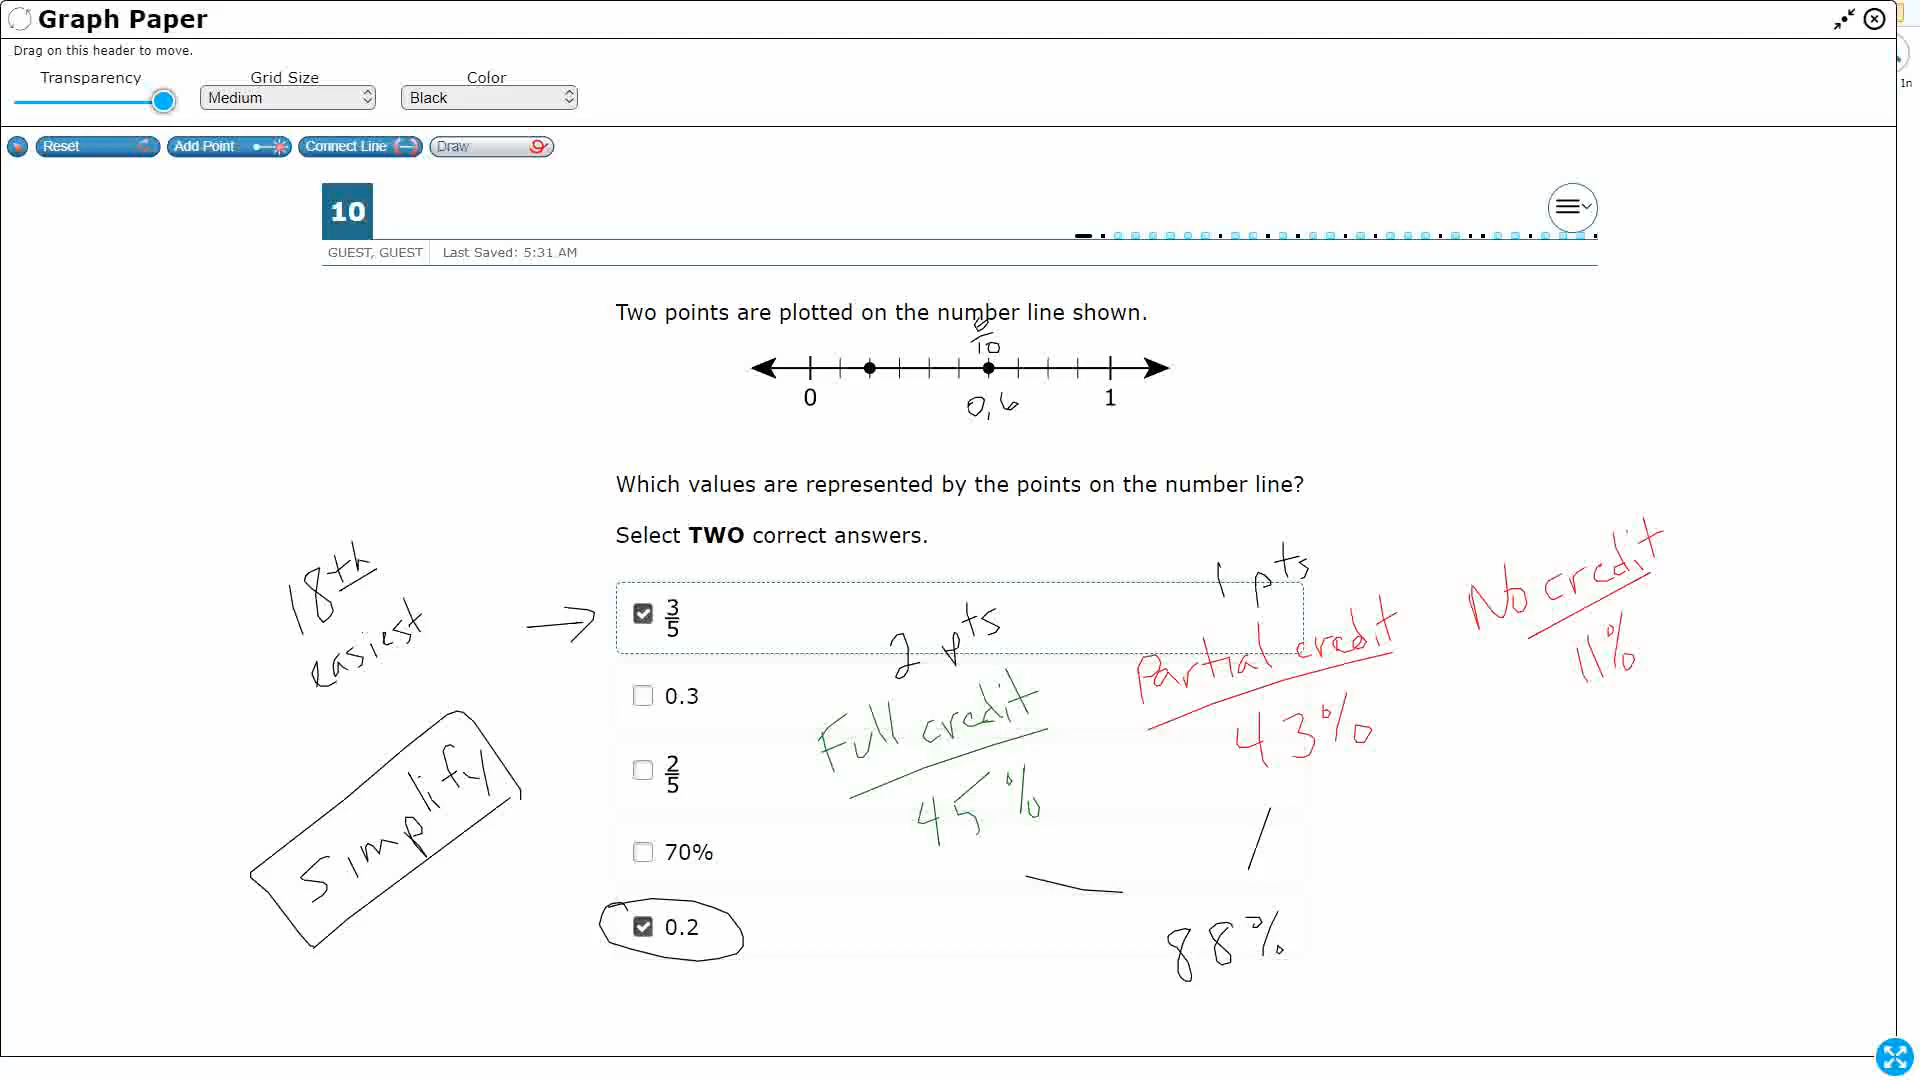 Graph Paper
Drag on this header to move.
Transparency
Grid Size
Color
Medium
Black
1n
Reset
Add Point
Connect Line
Draw
10
GUEST, GUEST
Last Saved: 5:31 AM
Two points are plotted on the number line shown.
6/10
0 1
0.6
Which values are represented by the points on the number line?
Select TWO correct answers.
18th
easiest
3/5
2 pts
1 pts
No credit
11%
0.3
Full credit
45%
Partial credit
43%
2/5
simplify
70%
0.2
88%